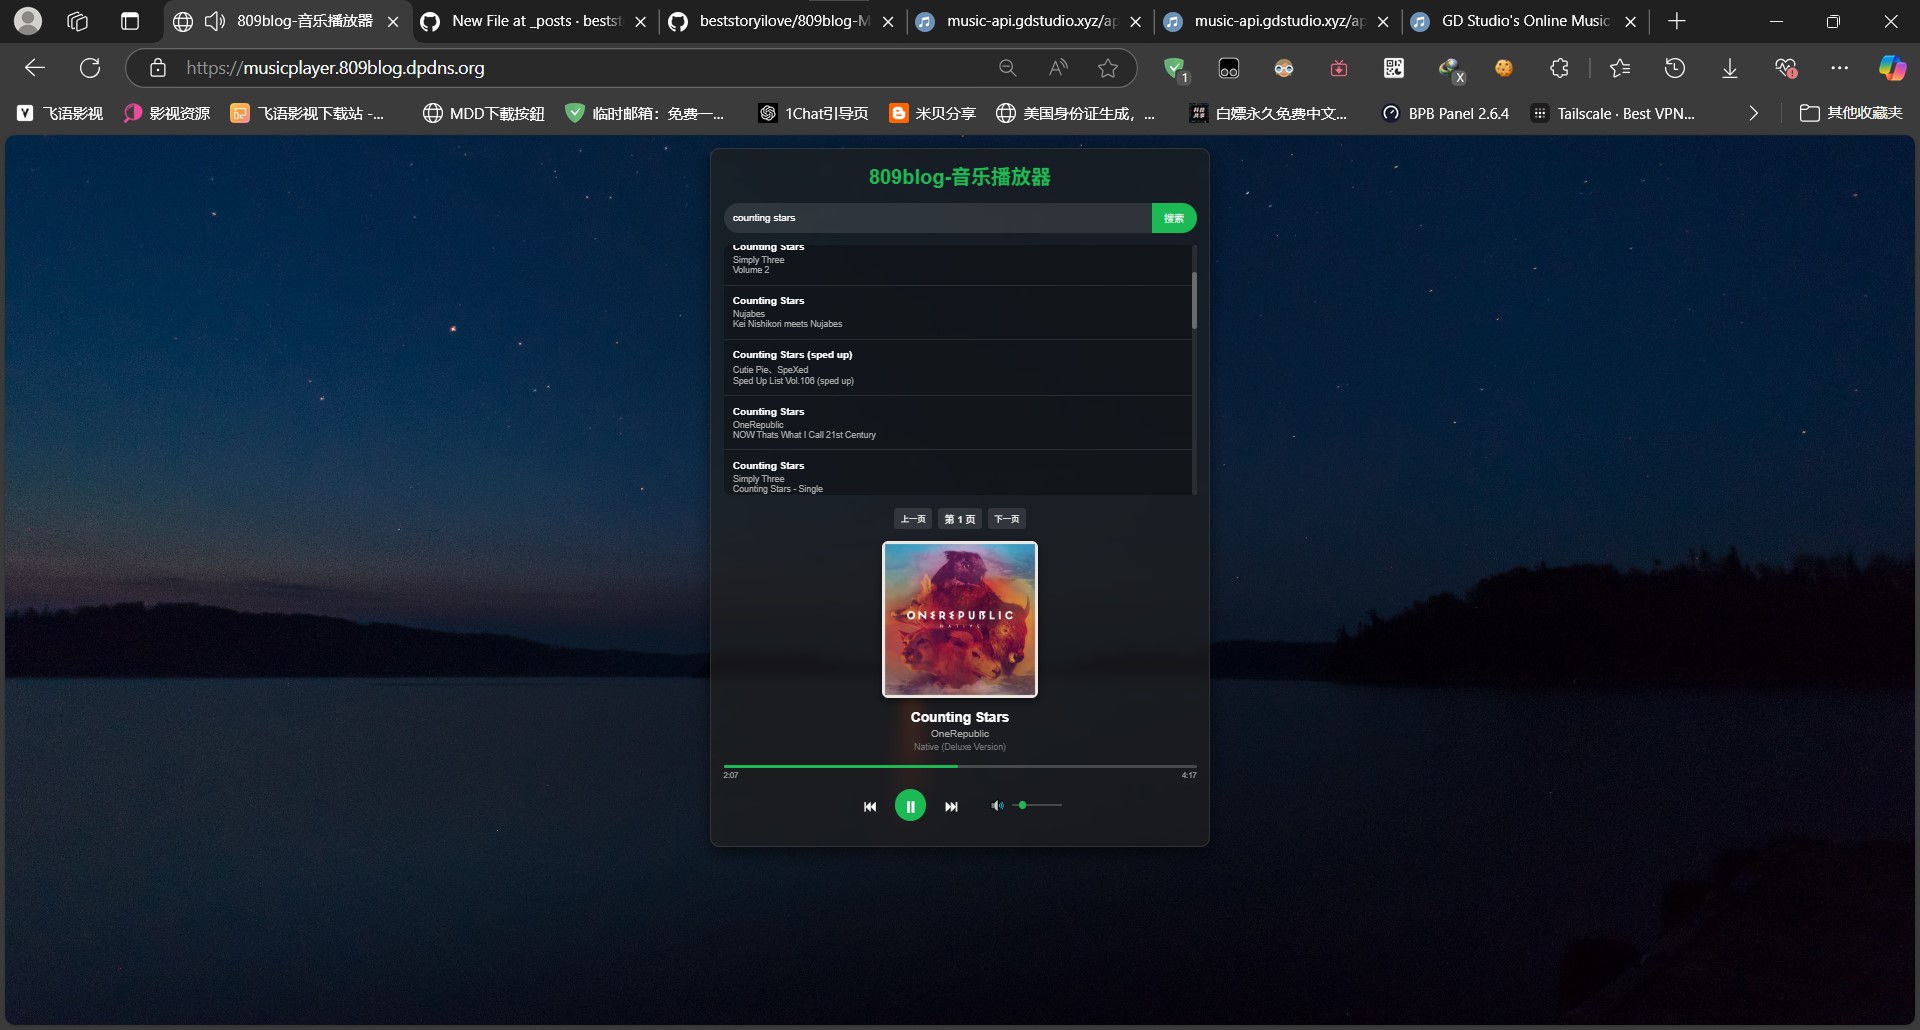 809blog-音乐播放器
New File at _posts · bestst
beststoryilove/809blog-M
music-api.gdstudio.xyz/ap
music-api.gdstudio.xyz/ap
GD Studio's Online Music
https://musicplayer.809blog.dpdns.org
1
X
飞语影视
影视资源
飞语影视下载站 -...
MDD下載按鈕
临时邮箱：免费一...
1Chat引导页
米贝分享
美国身份证生成，...
白嫖永久免费中文...
BPB Panel 2.6.4
Tailscale · Best VPN...
其他收藏夹
809blog-音乐播放器
counting stars
搜索
Counting Stars
Simply Three
Volume 2
Counting Stars
Nujabes
Kei Nishikori meets Nujabes
Counting Stars (sped up)
Cutie Pie、SpeXed
Sped Up List Vol.106 (sped up)
Counting Stars
OneRepublic
NOW Thats What I Call 21st Century
Counting Stars
Simply Three
Counting Stars - Single
上一页 第 1 页 下一页
ONEREPUBLIC
NATIVE
Counting Stars
OneRepublic
Native (Deluxe Version)
2:07 4:17